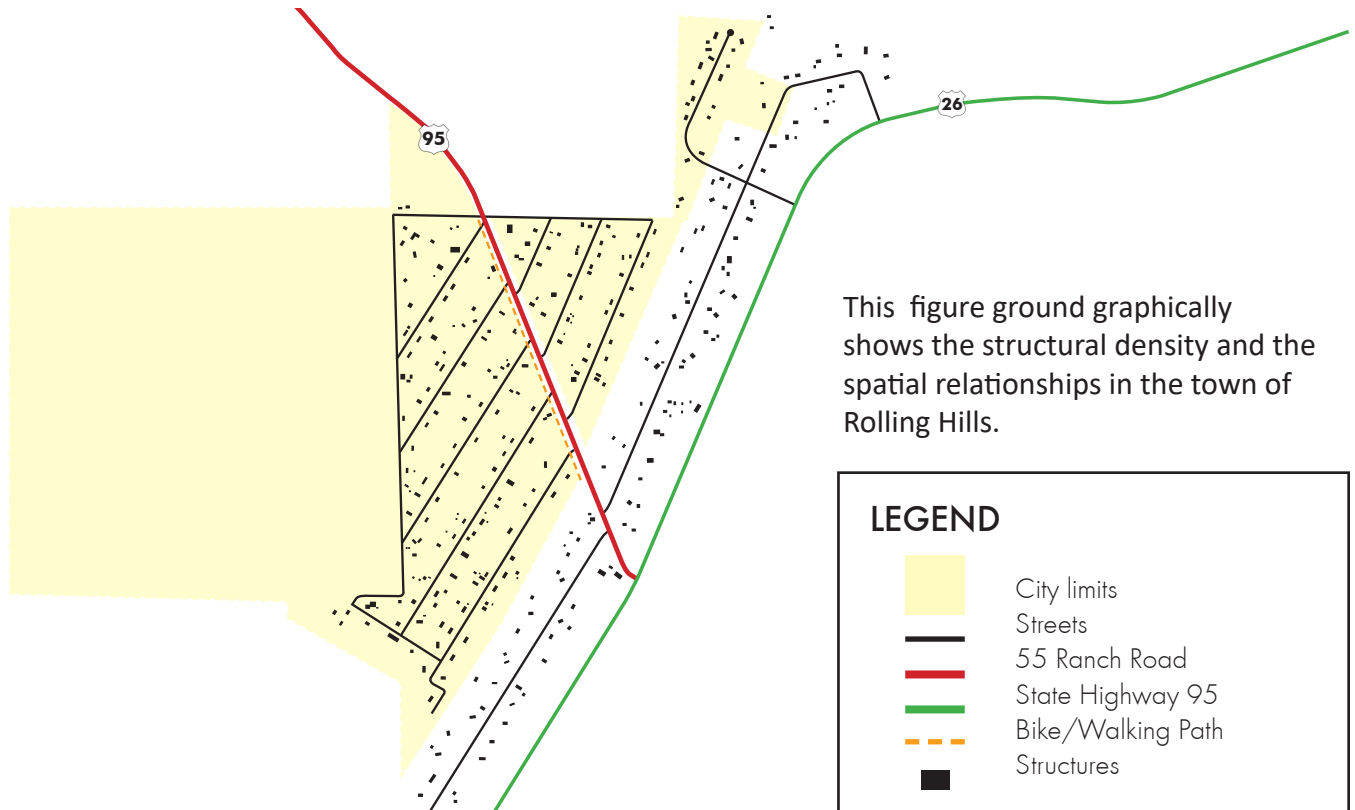 95
26
This figure ground graphically
shows the structural density and the
spatial relationships in the town of
Rolling Hills.
LEGEND
City limits
Streets
55 Ranch Road
State Highway 95
Bike/Walking Path
Structures